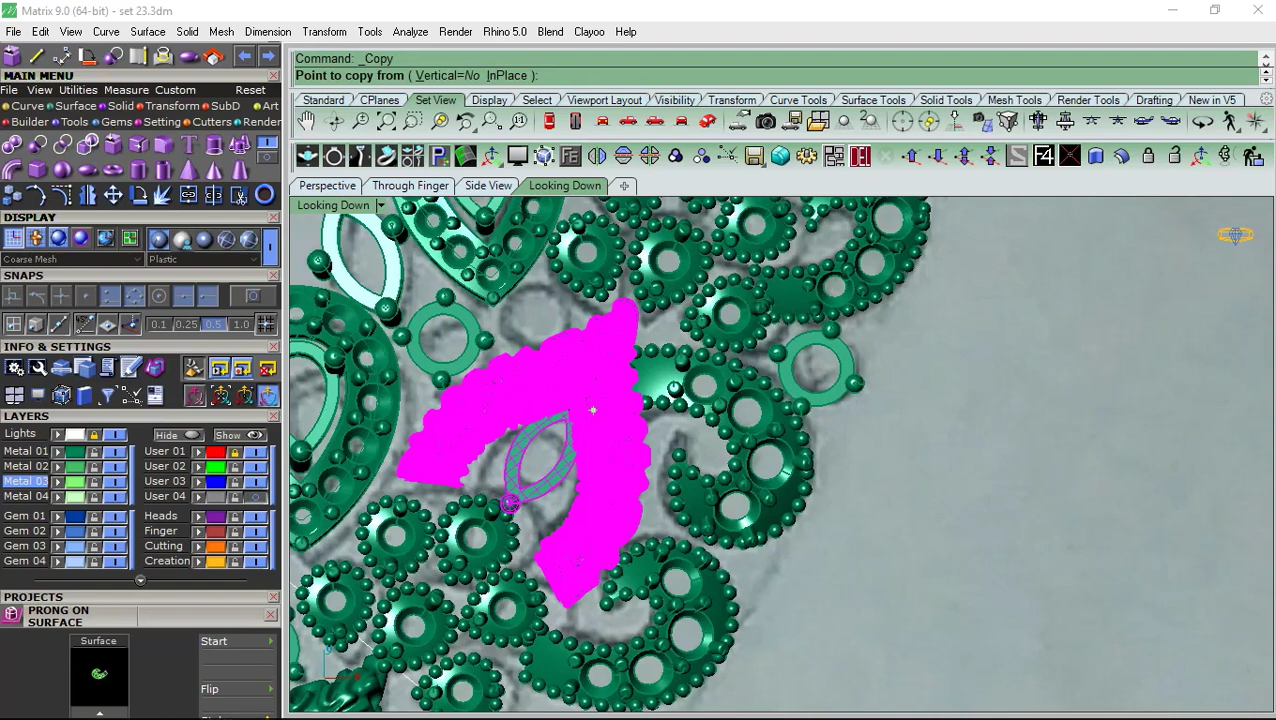 Matrix 9.0 (64-bit) - set 23.3dm
File Edit View Curve Surface Solid Mesh Dimension Transform Tools Analyze Render Rhino 5.0 Blend Clayoo Help
Command: _Copy
Point to copy from ( Vertical=No InPlace ):
MAIN MENU
File View Utilities Measure Custom Reset
Curve Surface Solid Transform SubD Art
Builder Tools Gems Setting Cutters Render
Standard CPlanes Set View Display Select Viewport Layout Visibility Transform Curve Tools Surface Tools Solid Tools Mesh Tools Render Tools Drafting New in V5
Perspective Through Finger Side View Looking Down
Looking Down
DISPLAY
Coarse Mesh Plastic
SNAPS
0.1 0.25 0.5 1.0
INFO & SETTINGS
LAYERS
Lights Hide Show
Metal 01 User 01
Metal 02 User 02
Metal 03 User 03
Metal 04 User 04
Gem 01 Heads
Gem 02 Finger
Gem 03 Cutting
Gem 04 Creation
PROJECTS
PRONG ON
SURFACE
Surface Start
Flip